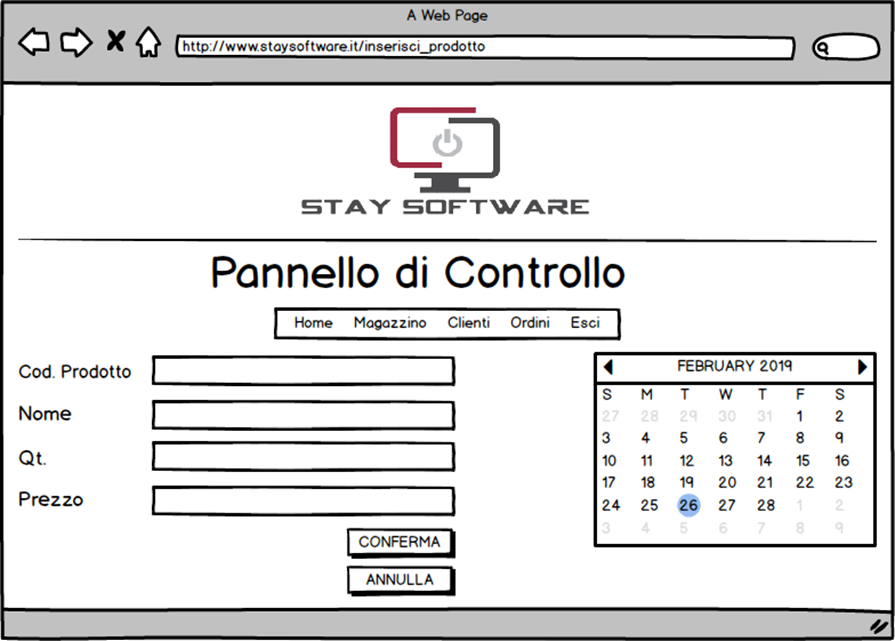 A Web Page
http://www.staysoftware.it/inserisci_prodotto
STAY SOFTWARE
Pannello di Controllo
Home Magazzino Clienti Ordini Esci
Cod. Prodotto
Nome
Qt.
Prezzo
CONFERMA
ANNULLA
FEBRUARY 2019
S M T W T F S
27 28 29 30 31 1 2
3 4 5 6 7 8 9
10 11 12 13 14 15 16
17 18 19 20 21 22 23
24 25 26 27 28 1 2
3 4 5 6 7 8 9